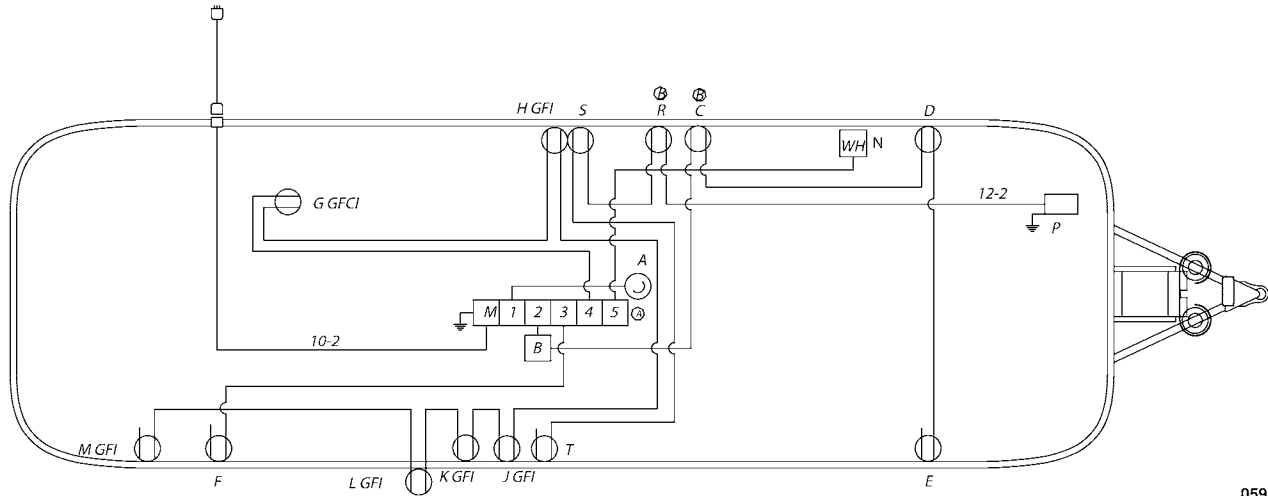 B B
H GFI S R C D
WH N
G GFCI
12-2
P
A
M 1 2 3 4 5 A
10-2
B
M GFI
F
L GFI
K GFI
J GFI
T
E
059